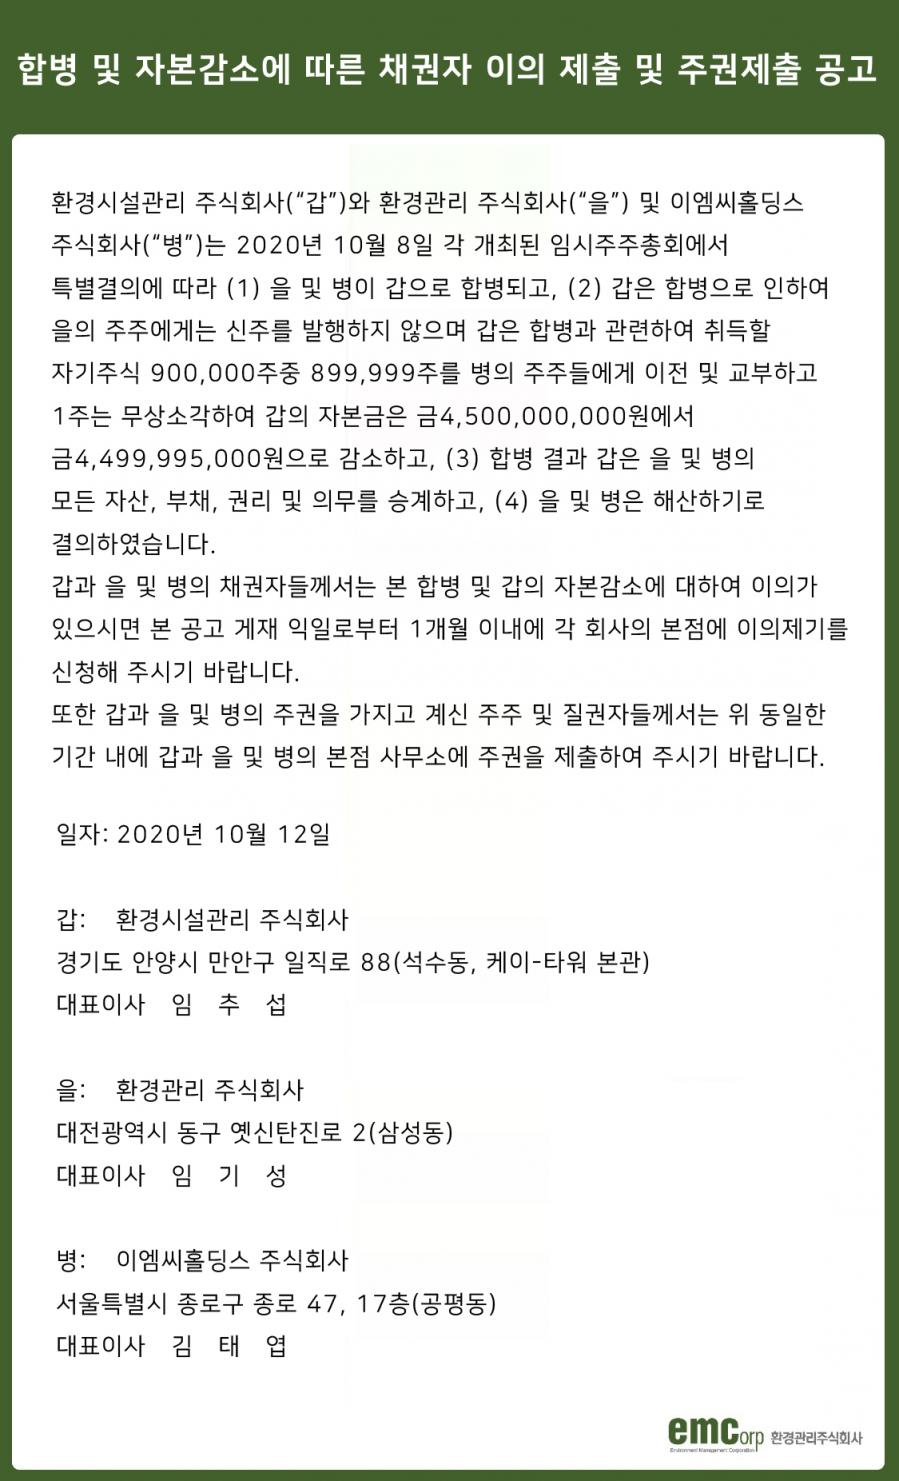 합병 및 자본감소에 따른 채권자 이의 제출 및 주권제출 공고
환경시설관리 주식회사(“갑”)와 환경관리 주식회사(“을”) 및 이엠씨홀딩스
주식회사(“병”)는 2020년 10월 8일 각 개최된 임시주주총회에서
특별결의에 따라 (1) 을 및 병이 갑으로 합병되고, (2) 갑은 합병으로 인하여
을의 주주에게는 신주를 발행하지 않으며 갑은 합병과 관련하여 취득할
자기주식 900,000주중 899,999주를 병의 주주들에게 이전 및 교부하고
1주는 무상소각하여 갑의 자본금은 금4,500,000,000원에서
금4,499,995,000원으로 감소하고, (3) 합병 결과 갑은 을 및 병의
모든 자산, 부채, 권리 및 의무를 승계하고, (4) 을 및 병은 해산하기로
결의하였습니다.
갑과 을 및 병의 채권자들께서는 본 합병 및 갑의 자본감소에 대하여 이의가
있으시면 본 공고 게재 익일로부터 1개월 이내에 각 회사의 본점에 이의제기를
신청해 주시기 바랍니다.
또한 갑과 을 및 병의 주권을 가지고 계신 주주 및 질권자들께서는 위 동일한
기간 내에 갑과 을 및 병의 본점 사무소에 주권을 제출하여 주시기 바랍니다.
일자: 2020년 10월 12일
갑: 환경시설관리 주식회사
경기도 안양시 만안구 일직로 88(석수동, 케이-타워 본관)
대표이사 임 추 섭
을: 환경관리 주식회사
대전광역시 동구 옛신탄진로 2(삼성동)
대표이사 임 기 성
병: 이엠씨홀딩스 주식회사
서울특별시 종로구 종로 47, 17층(공평동)
대표이사 김 태 엽
emCorp 환경관리주식회사
Environment Management Corporation